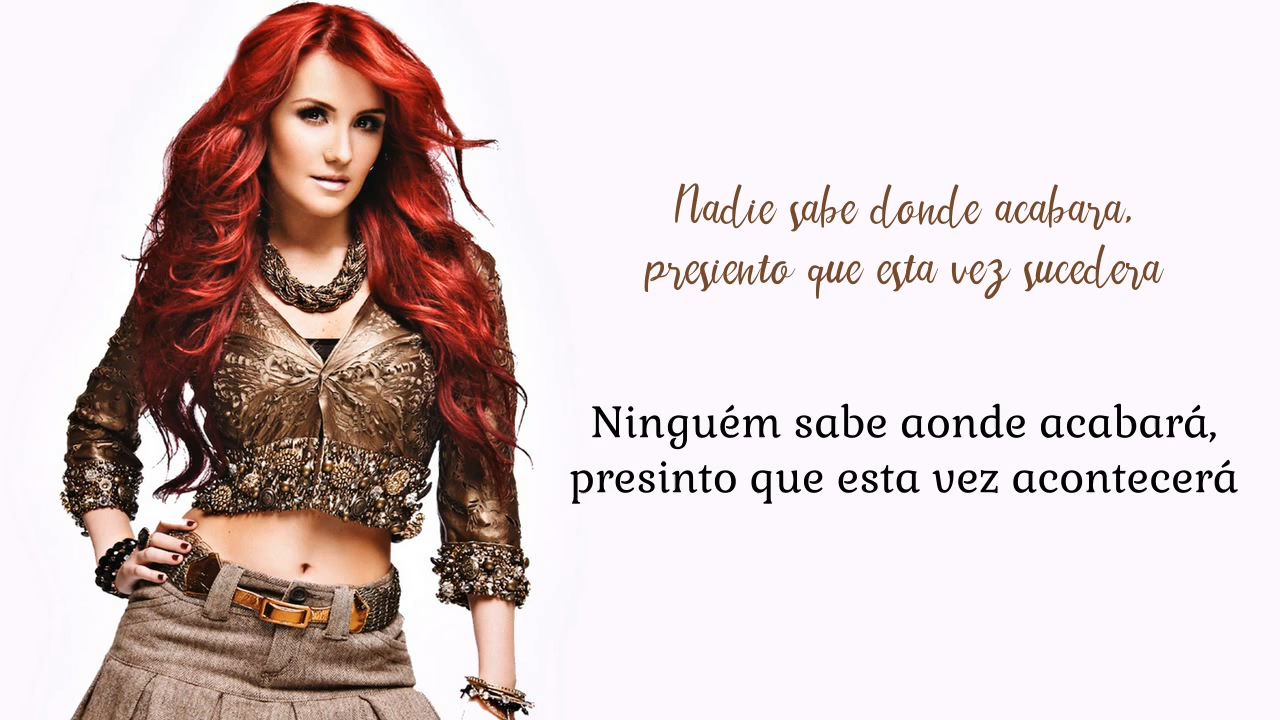 Nadie sabe donde acabara,
presiento que esta vez sucedera
Ninguém sabe aonde acabará,
presinto que esta vez acontecerá